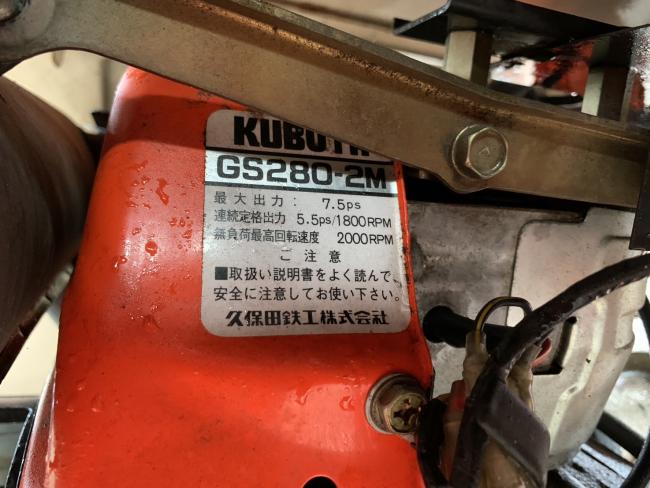 KUBOTA
GS280-2M
最大出力: 7.5ps
連続定格出力 5.5ps/1800RPM
無負荷最高回転速度 2000RPM
ご注意
■取扱い説明書をよく読んで、
安全に注意してお使い下さい。
久保田鉄工株式会社